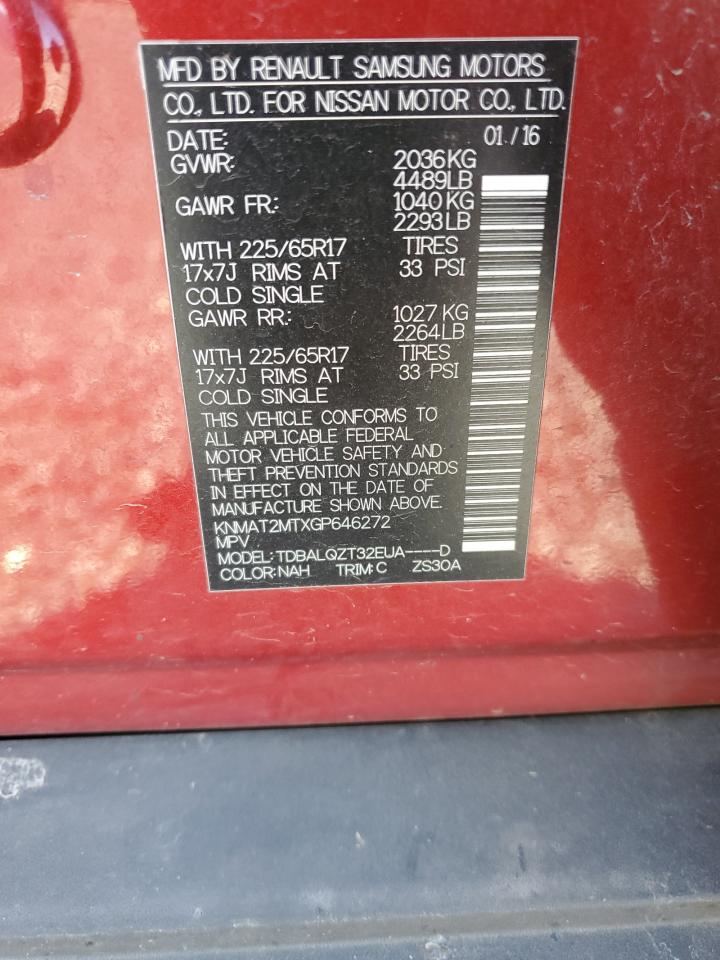 MFD BY RENAULT SAMSUNG MOTORS
CO., LTD. FOR NISSAN MOTOR CO., LTD.
DATE: 01 / 16
GVWR: 2036KG
4489LB
GAWR FR.: 1040KG
2293LB
WITH 225/65R17 TIRES
17x7J RIMS AT 33 PSI
COLD SINGLE
GAWR RR.: 1027KG
2264LB
WITH 225/65R17 TIRES
17x7J RIMS AT 33 PSI
COLD SINGLE
THIS VEHICLE CONFORMS TO
ALL APPLICABLE FEDERAL
MOTOR VEHICLE SAFETY AND
THEFT PREVENTION STANDARDS
IN EFFECT ON THE DATE OF
MANUFACTURE SHOWN ABOVE.
KNMAT2MTXGP646272
MPV
MODEL:TDBALQZT32EUA----D
COLOR:NAH TRIM:C ZS30A